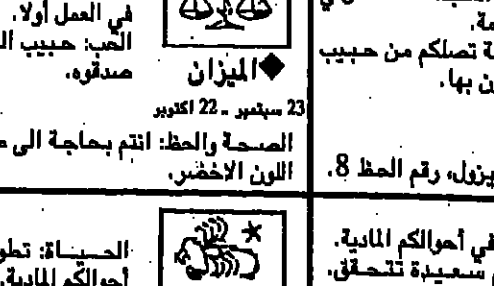 مة.
ة تصلكم من حبيب
ن بها.
يزول، رقم الحظ 8.
في أحوالكم المادية.
م سعيدة تتحقق.
في العمل أولا.
الحب: حبيب الـ
صدقوه.
الميزان
23 سبتمبر - 22 اكتوبر
الصحة والحظ: انتم بحاجة الى
اللون الاخضر.
الحياة: تطو
أحوالكم المادية.